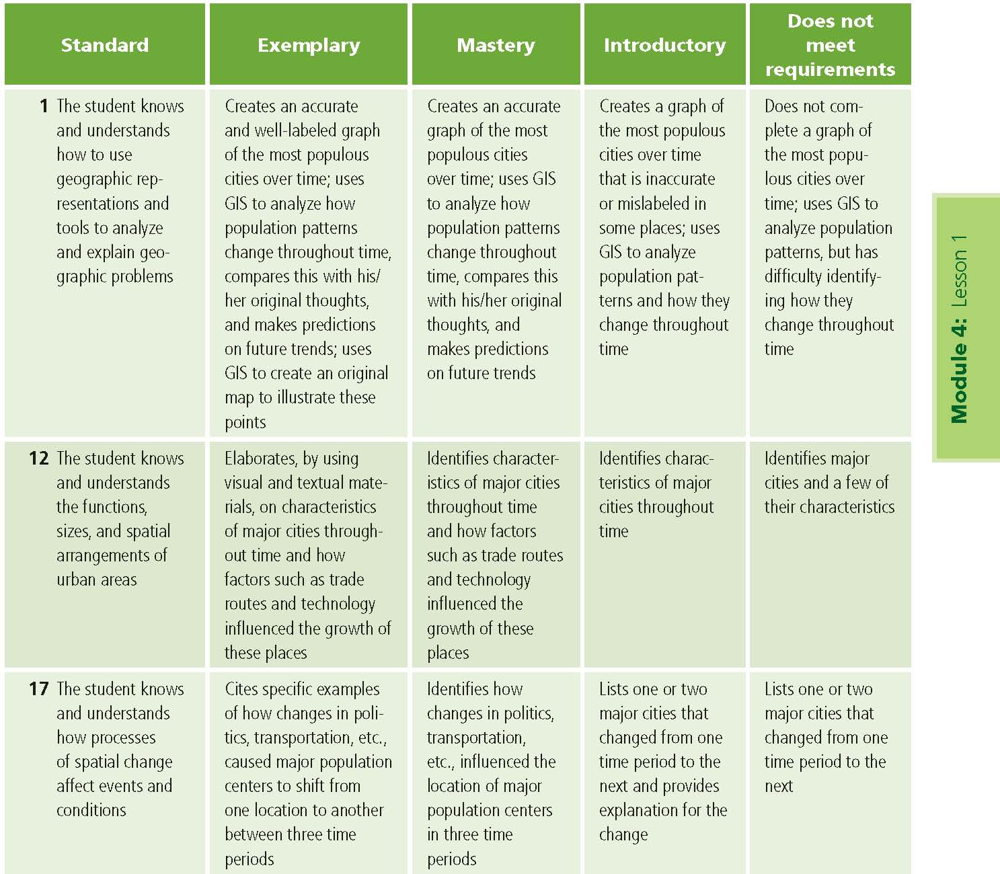 Standard
Exemplary
Mastery
Introductory
Does not
meet
requirements
1 The student knows
and understands
how to use
geographic rep-
resentations and
tools to analyze
and explain geo-
graphic problems
Creates an accurate
and well-labeled graph
of the most populous
cities over time; uses
GIS to analyze how
population patterns
change throughout time,
compares this with his/
her original thoughts,
and makes predictions
on future trends; uses
GIS to create an original
map to illustrate these
points
Creates an accurate
graph of the most
populous cities
over time; uses GIS
to analyze how
population patterns
change throughout
time, compares this
with his/her original
thoughts, and
makes predictions
on future trends
Creates a graph of
the most populous
cities over time
that is inaccurate
or mislabeled in
some places; uses
GIS to analyze
population pat-
terns and how they
change throughout
time
Does not com-
plete a graph of
the most popu-
lous cities over
time; uses GIS to
analyze population
patterns, but has
difficulty identify-
ing how they
change throughout
time
12 The student knows
and understands
the functions,
sizes, and spatial
arrangements of
urban areas
Elaborates, by using
visual and textual mate-
rials, on characteristics
of major cities through-
out time and how
factors such as trade
routes and technology
influenced the growth of
these places
Identifies character-
istics of major cities
throughout time
and how factors
such as trade routes
and technology
influenced the
growth of these
places
Identifies charac-
teristics of major
cities throughout
time
Identifies major
cities and a few of
their characteristics
17 The student knows
and understands
how processes
of spatial change
affect events and
conditions
Cites specific examples
of how changes in poli-
tics, transportation, etc.,
caused major population
centers to shift from
one location to another
between three time
periods
Identifies how
changes in politics,
transportation,
etc., influenced the
location of major
population centers
in three time
periods
Lists one or two
major cities that
changed from one
time period to the
next and provides
explanation for the
change
Lists one or two
major cities that
changed from one
time period to the
next
Module 4: Lesson 1